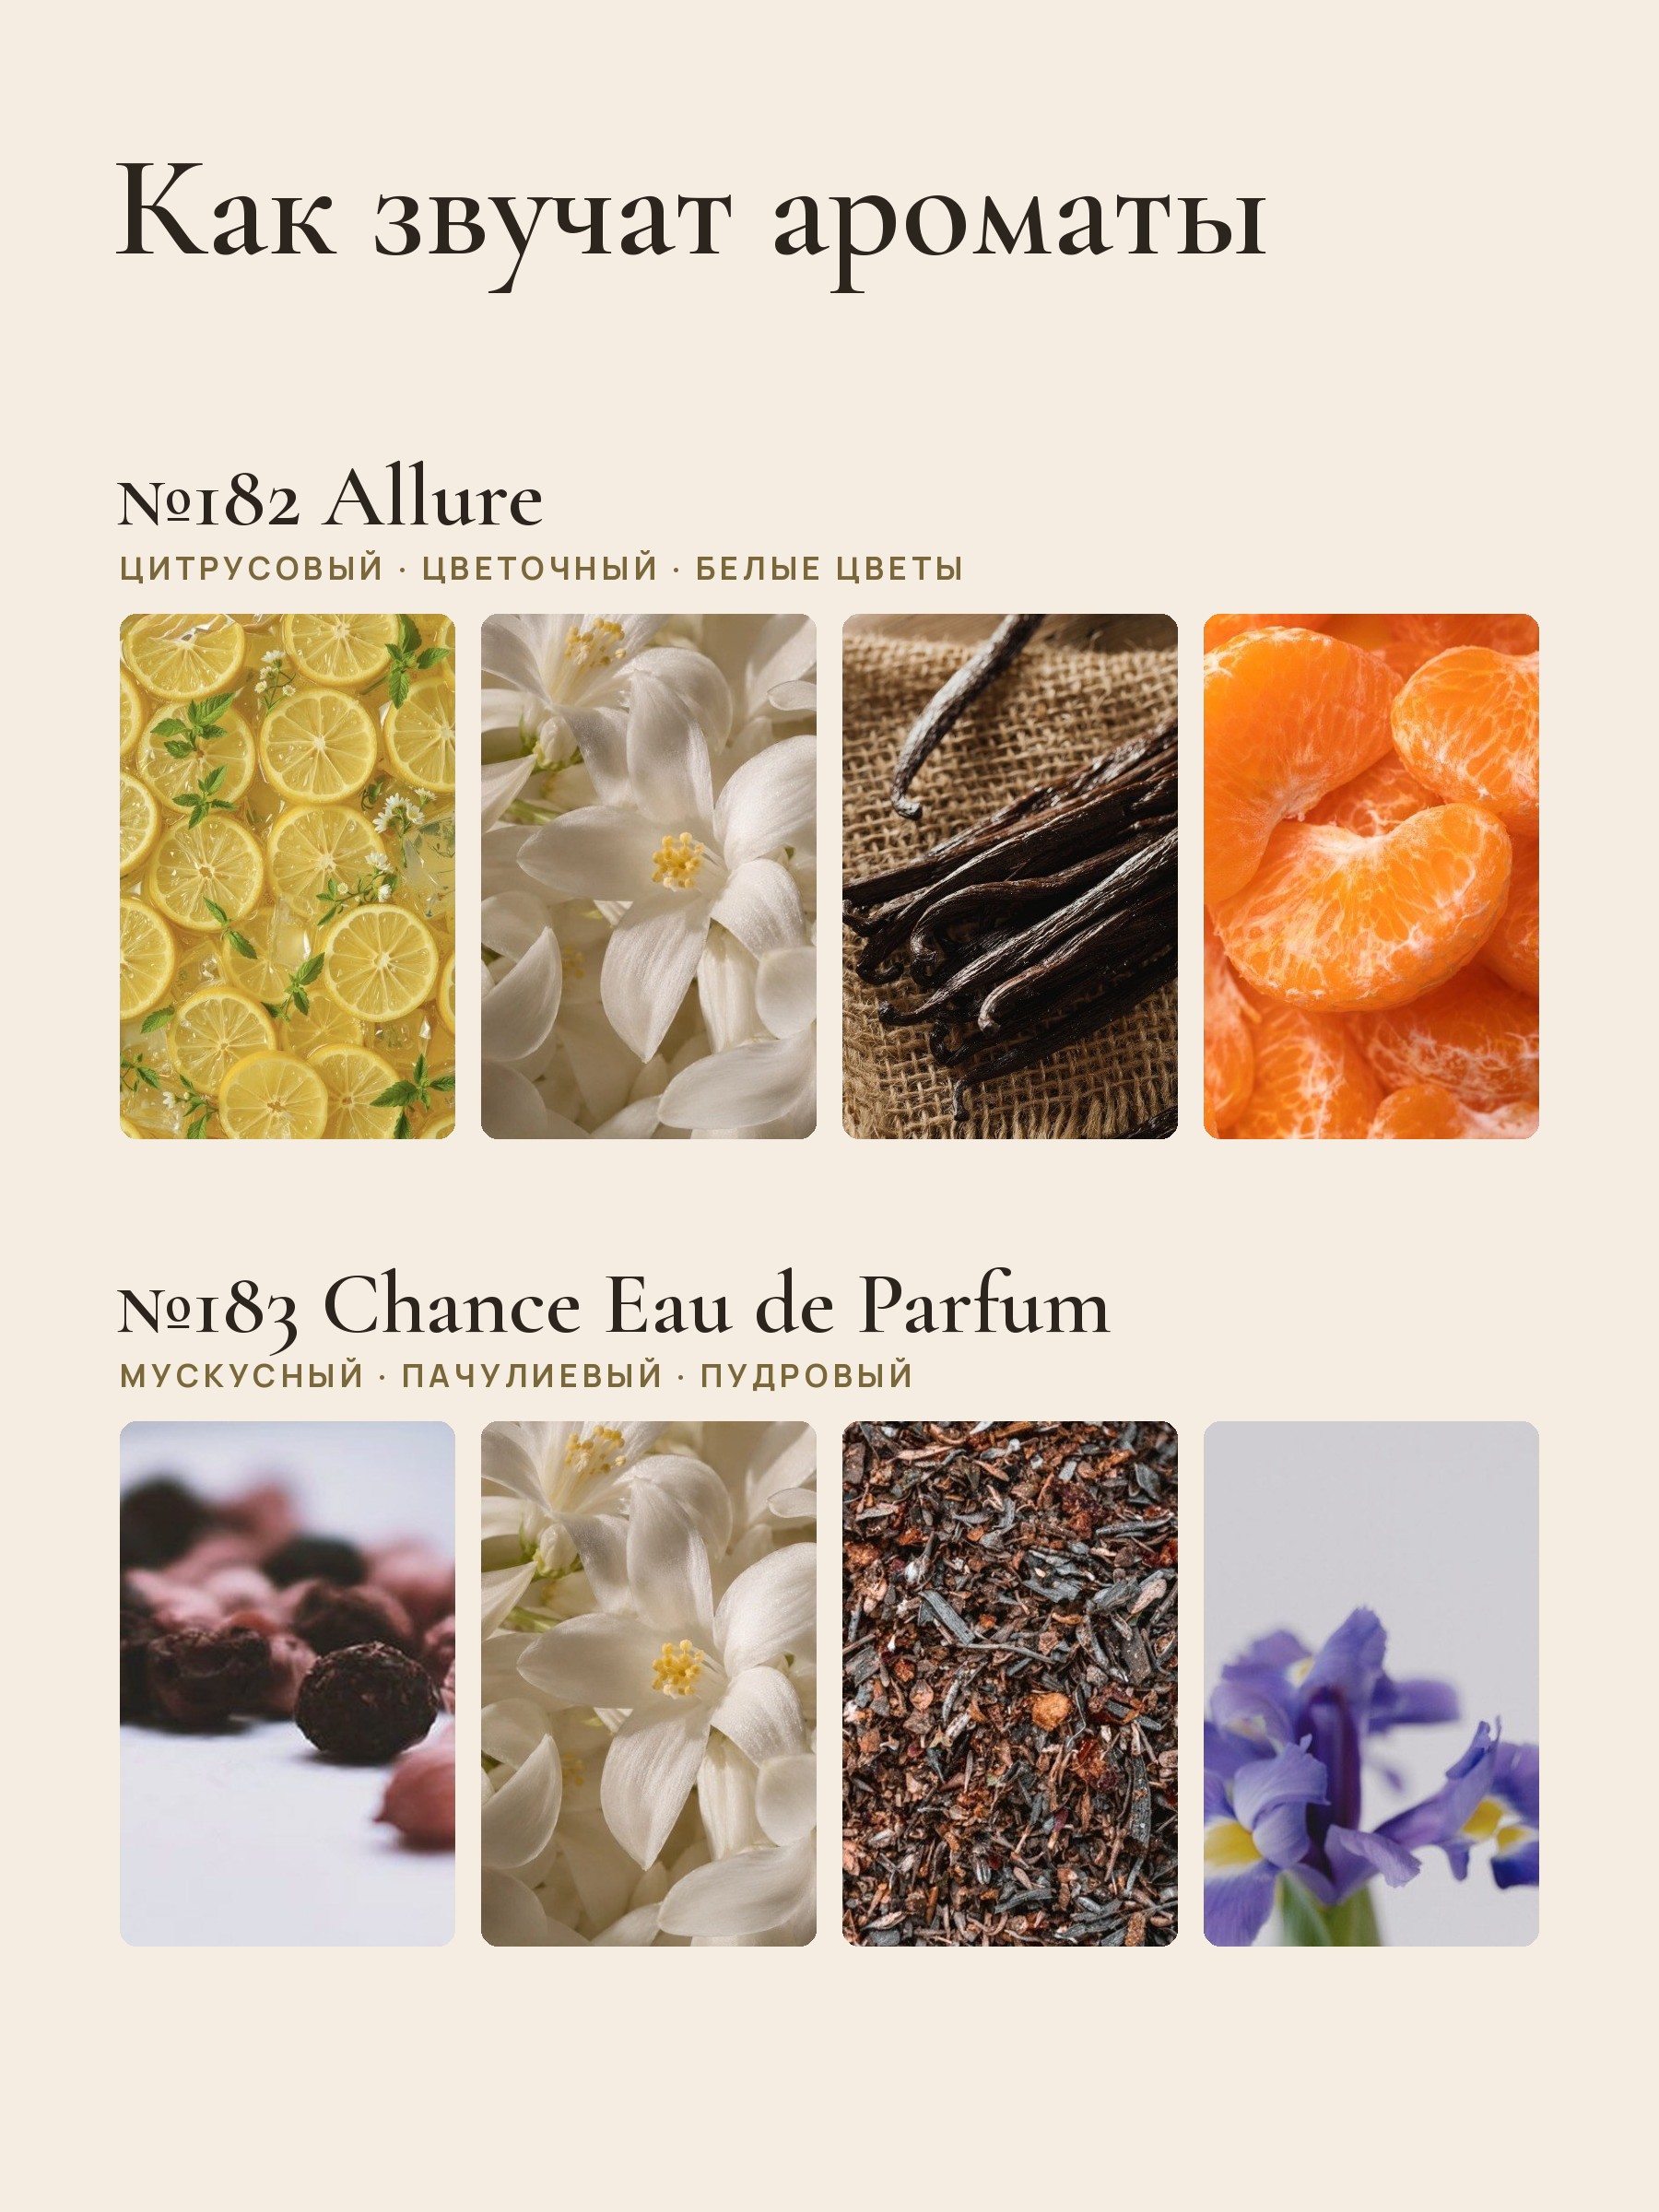 Как звучат ароматы
№182 Allure
ЦИТРУСОВЫЙ · ЦВЕТОЧНЫЙ · БЕЛЫЕ ЦВЕТЫ
№183 Chance Eau de Parfum
МУСКУСНЫЙ · ПАЧУЛИЕВЫЙ · ПУДРОВЫЙ